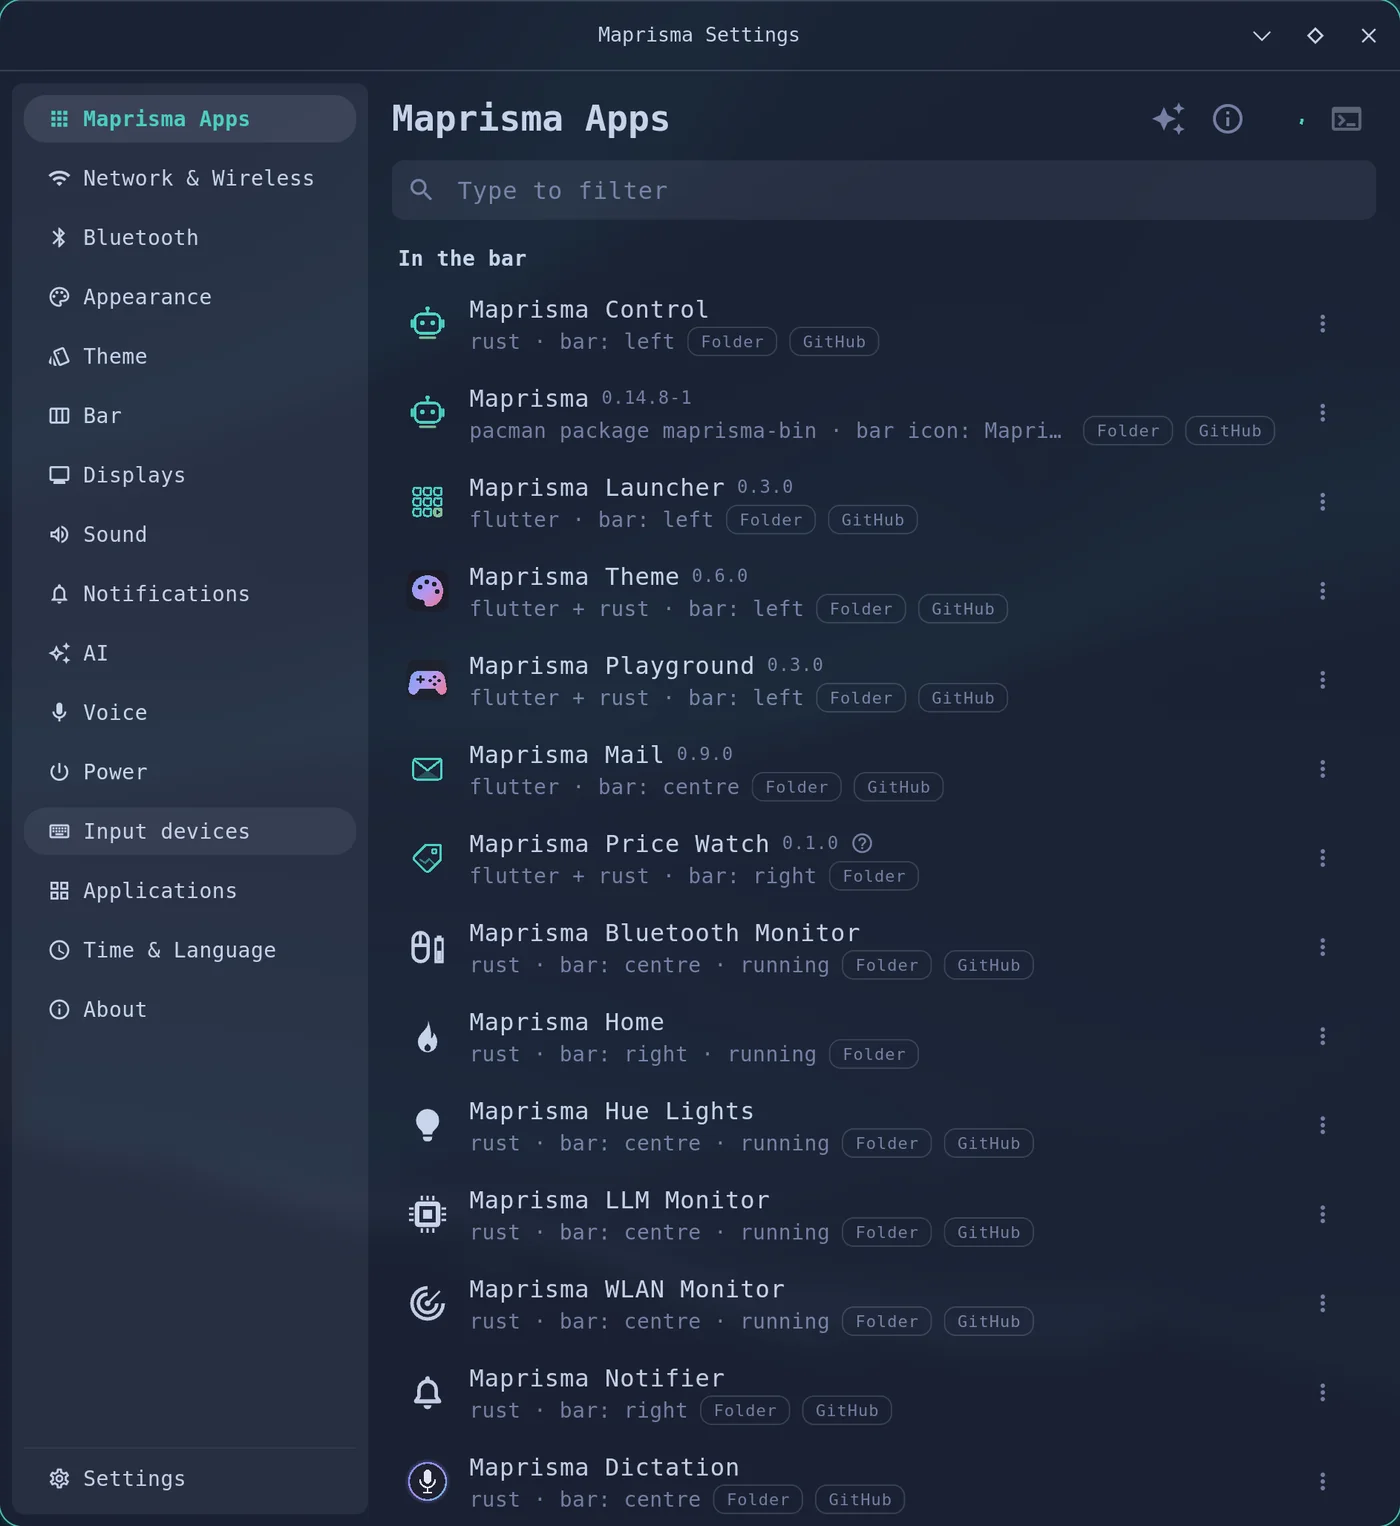 Maprisma Settings
Maprisma Apps
Network & Wireless
Bluetooth
Appearance
Theme
Bar
Displays
Sound
Notifications
AI
Voice
Power
Input devices
Applications
Time & Language
About
Settings
Maprisma Apps
Type to filter
In the bar
Maprisma Control
rust · bar: left Folder GitHub
Maprisma 0.14.8-1
pacman package maprisma-bin · bar icon: Mapri… Folder GitHub
Maprisma Launcher 0.3.0
flutter · bar: left Folder GitHub
Maprisma Theme 0.6.0
flutter + rust · bar: left Folder GitHub
Maprisma Playground 0.3.0
flutter + rust · bar: left Folder GitHub
Maprisma Mail 0.9.0
flutter · bar: centre Folder GitHub
Maprisma Price Watch 0.1.0
flutter + rust · bar: right Folder
Maprisma Bluetooth Monitor
rust · bar: centre · running Folder GitHub
Maprisma Home
rust · bar: right · running Folder
Maprisma Hue Lights
rust · bar: centre · running Folder GitHub
Maprisma LLM Monitor
rust · bar: centre · running Folder GitHub
Maprisma WLAN Monitor
rust · bar: centre · running Folder GitHub
Maprisma Notifier
rust · bar: right Folder GitHub
Maprisma Dictation
rust · bar: centre Folder GitHub